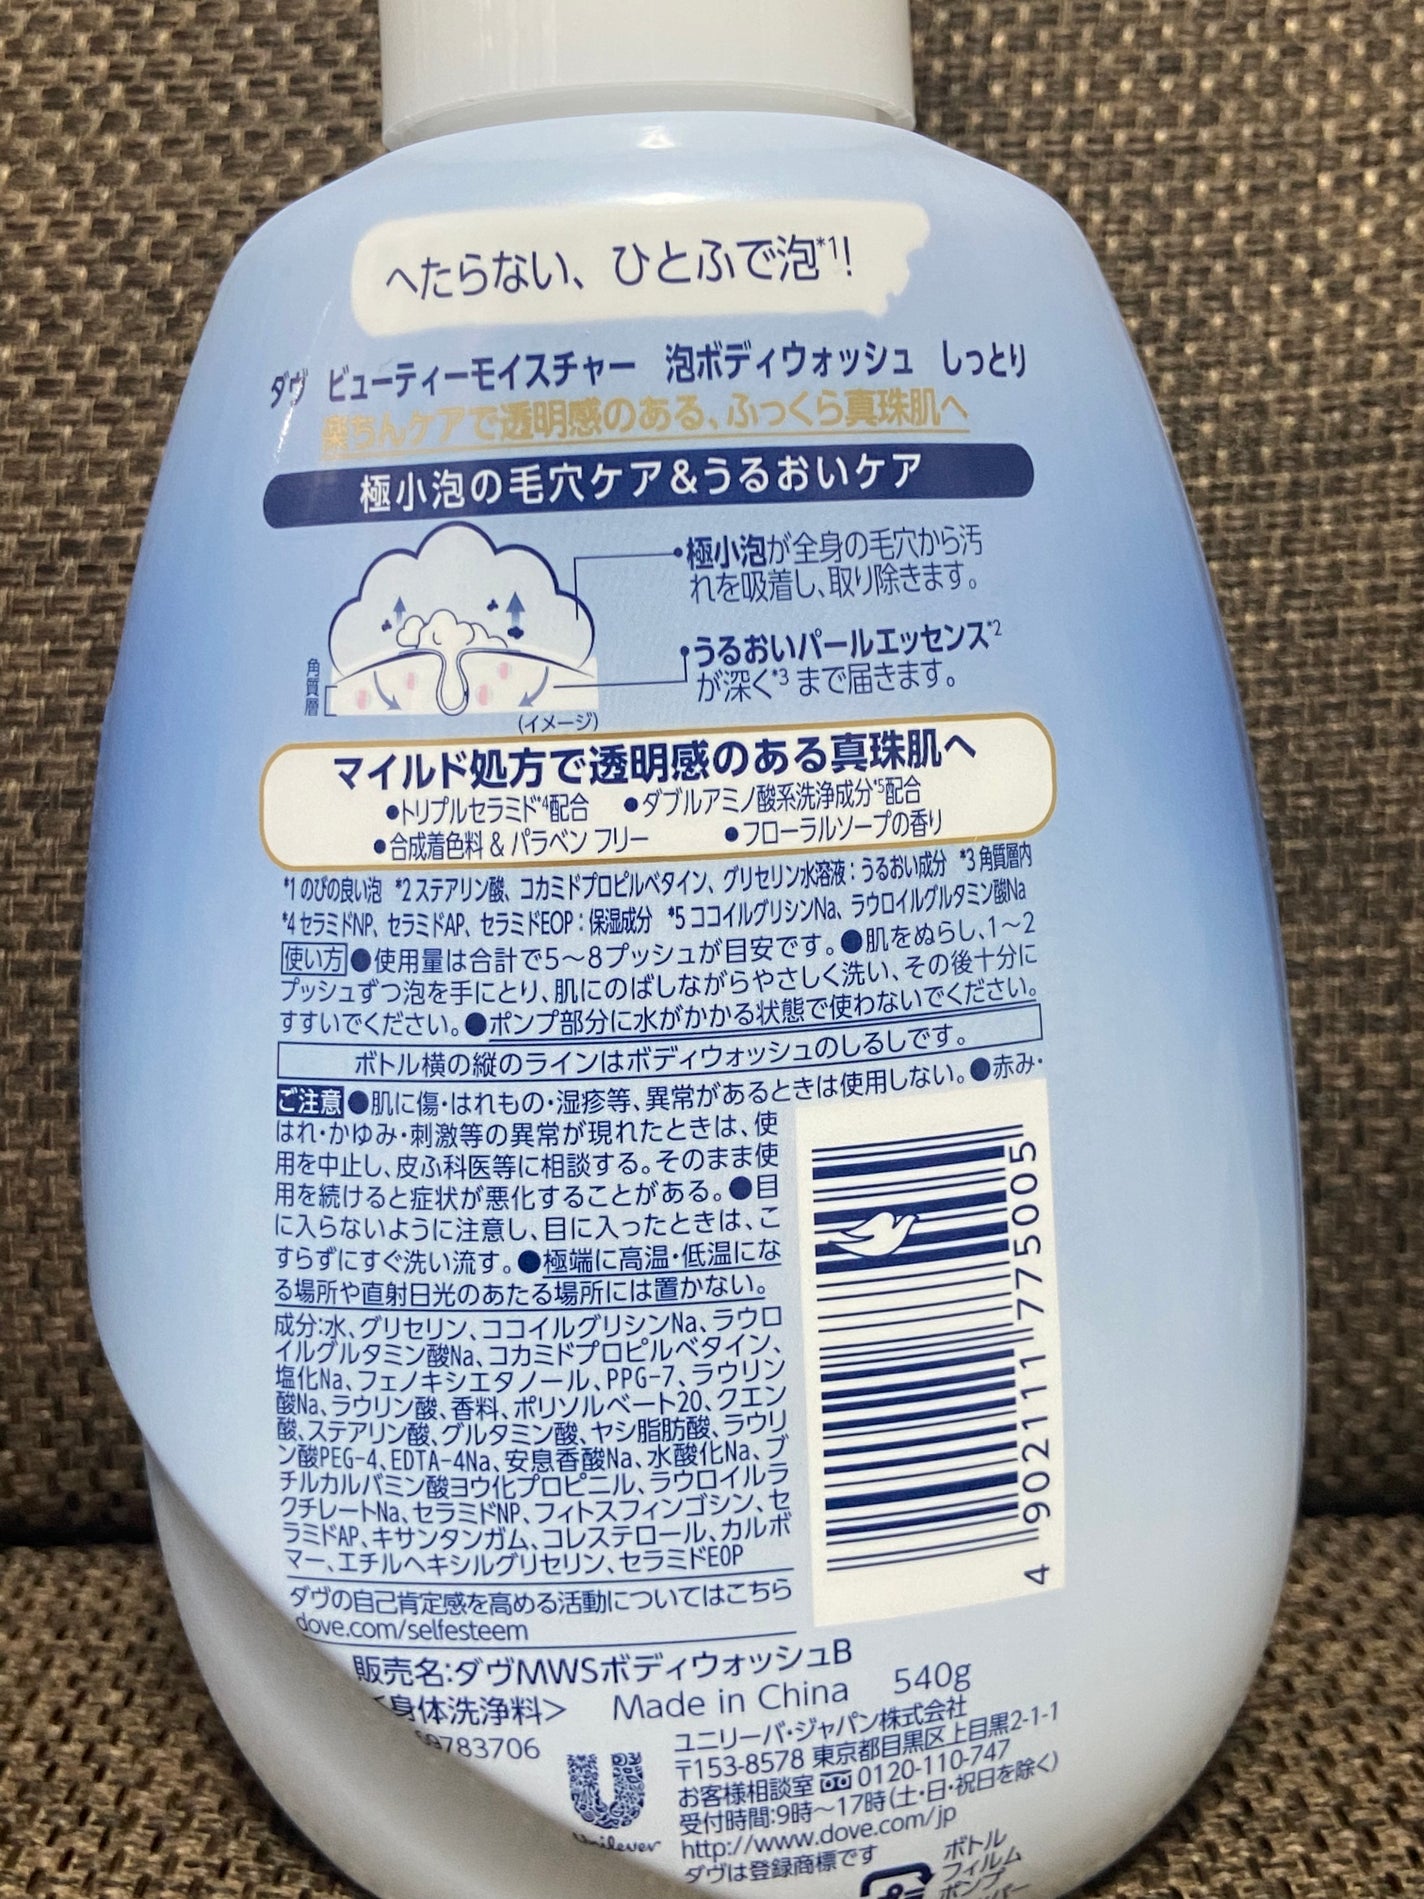 へたらない、ひとふで泡*1!
ダヴ ビューティーモイスチャー 泡ボディウォッシュ しっとり
楽ちんケアで透明感のある、ふっくら真珠肌へ
極小泡の毛穴ケア&うるおいケア
極小泡が全身の毛穴から汚
れを吸着し、取り除きます。
うるおいパールエッセンス*2
が深く*3まで届きます。
角質層
(イメージ)
マイルド処方で透明感のある真珠肌へ
●トリプルセラミド*4配合 ●ダブルアミノ酸系洗浄成分*5配合
●合成着色料 & パラベン フリー ●フローラルソープの香り
*1 のびの良い泡 *2 ステアリン酸、コカミドプロピルベタイン、グリセリン水溶液：うるおい成分 *3 角質層内
*4 セラミドNP、セラミドAP、セラミドEOP：保湿成分 *5 ココイルグリシンNa、ラウロイルグルタミン酸Na
使い方 ●使用量は合計で5～8プッシュが目安です。●肌をぬらし、1～2
プッシュずつ泡を手にとり、肌にのばしながらやさしく洗い、その後十分に
すすいでください。●ポンプ部分に水がかかる状態で使わないでください。
ボトル横の縦のラインはボディウォッシュのしるしです。
ご注意 ●肌に傷・はれもの・湿疹等、異常があるときは使用しない。●赤み・
はれ・かゆみ・刺激等の異常が現れたときは、使
用を中止し、皮ふ科医等に相談する。そのまま使
用を続けると症状が悪化することがある。●目
に入らないように注意し、目に入ったときは、こ
すらずにすぐ洗い流す。●極端に高温・低温にな
る場所や直射日光のあたる場所には置かない。
成分:水、グリセリン、ココイルグリシンNa、ラウロ
イルグルタミン酸Na、コカミドプロピルベタイン、
塩化Na、フェノキシエタノール、PPG-7、ラウリン
酸Na、ラウリン酸、香料、ポリソルベート20、クエン
酸、ステアリン酸、グルタミン酸、ヤシ脂肪酸、ラウリ
ン酸PEG-4、EDTA-4Na、安息香酸Na、水酸化Na、ブ
チルカルバミン酸ヨウ化プロピニル、ラウロイルラ
クチレートNa、セラミドNP、フィトスフィンゴシン、セ
ラミドAP、キサンタンガム、コレステロール、カルボ
マー、エチルヘキシルグリセリン、セラミドEOP
4 902111 775005
ダヴの自己肯定感を高める活動についてはこちら
dove.com/selfesteem
販売名:ダヴMWSボディウォッシュB
身体洗浄料> Made in China 540g
9783706
Unilever
ユニリーバ・ジャパン株式会社
〒153-8578 東京都目黒区上目黒2-1-1
お客様相談室 0120-110-747
受付時間:9時～17時(土・日・祝日を除く)
http://www.dove.com/jp
ダヴは登録商標です
ボトル
フィルム
ポンプ